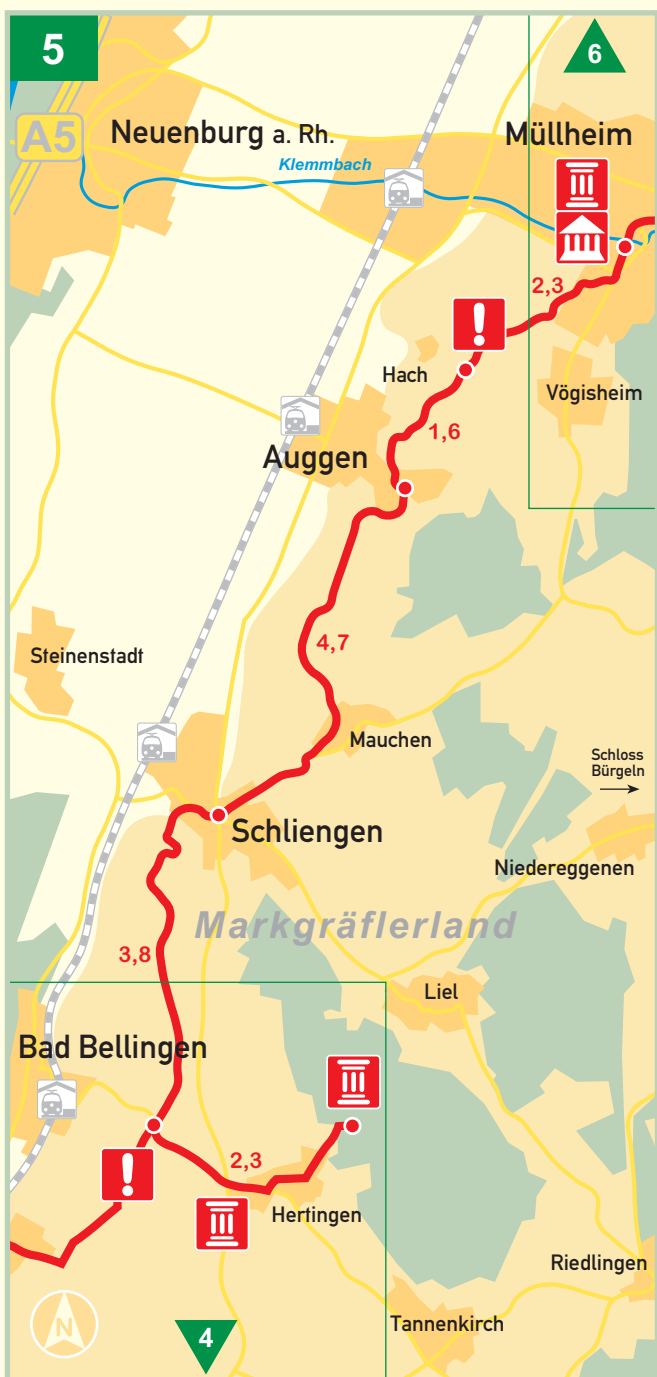 5
6
A5
Neuenburg a. Rh.
Müllheim
Klemmbach
2,3
Hach
Vögisheim
1,6
Auggen
4,7
Steinenstadt
Mauchen
Schloss
Bürgeln
Schliengen
Niedereggenen
Markgräflerland
3,8
Liel
Bad Bellingen
2,3
Hertingen
Riedlingen
N
4
Tannenkirch